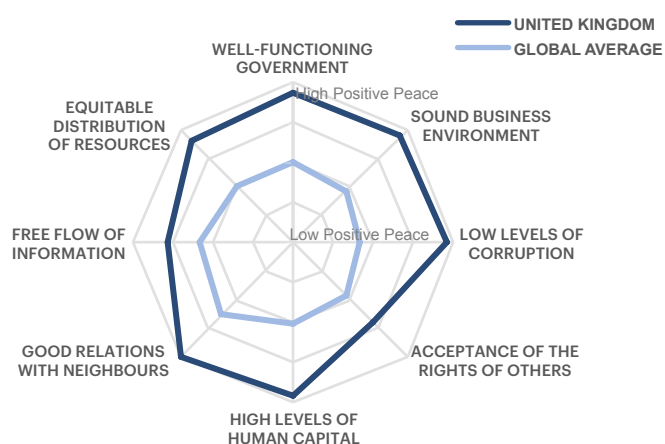 UNITED KINGDOM
GLOBAL AVERAGE
WELL-FUNCTIONING
GOVERNMENT
High Positive Peace
SOUND BUSINESS
ENVIRONMENT
EQUITABLE
DISTRIBUTION
OF RESOURCES
FREE FLOW OF
INFORMATION
Low Positive Peace
LOW LEVELS OF
CORRUPTION
GOOD RELATIONS
WITH NEIGHBOURS
ACCEPTANCE OF THE
RIGHTS OF OTHERS
HIGH LEVELS OF
HUMAN CAPITAL